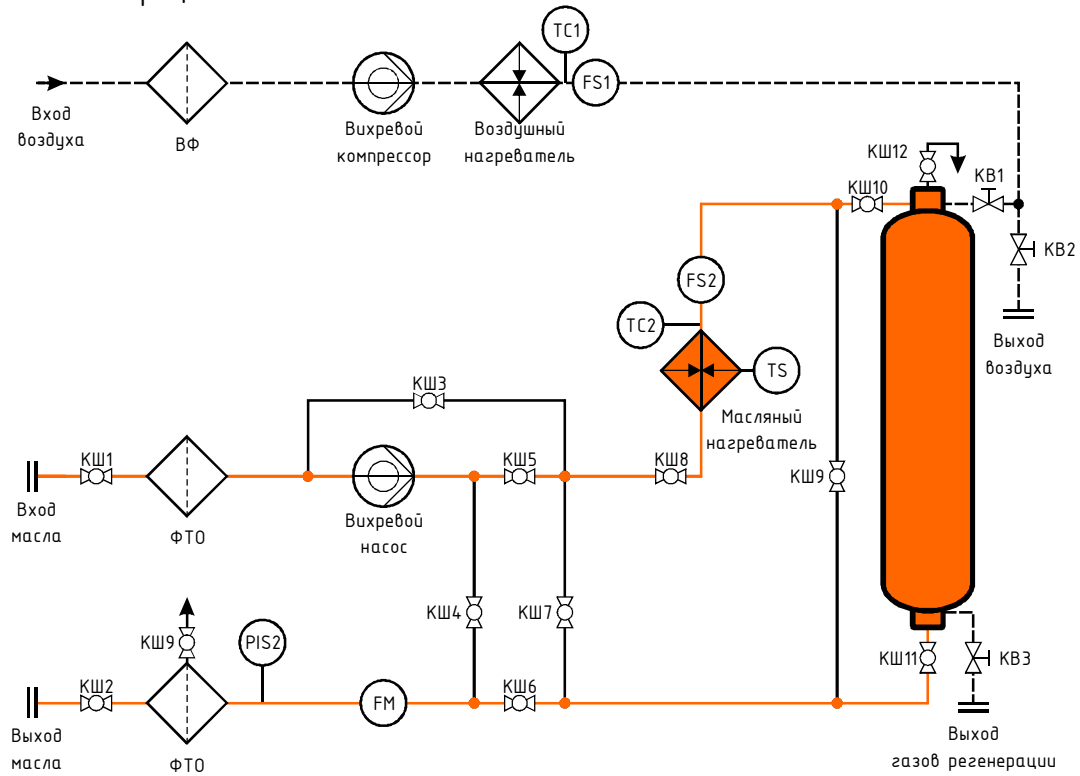 TC1
FS1
Вход
воздуха
ВФ
Вихревой
компрессор
Воздушный
нагреватель
КШ12
КШ10
КВ1
КВ2
FS2
TC2
TS
Выход
воздуха
КШ3
Масляный
нагреватель
КШ1
КШ5
КШ8
КШ9
Вход
масла
ФТО
Вихревой
насос
КШ4
КШ7
КШ9
PIS2
КШ11
КВ3
КШ2
FM
КШ6
Выход
масла
ФТО
Выход
газов регенерации